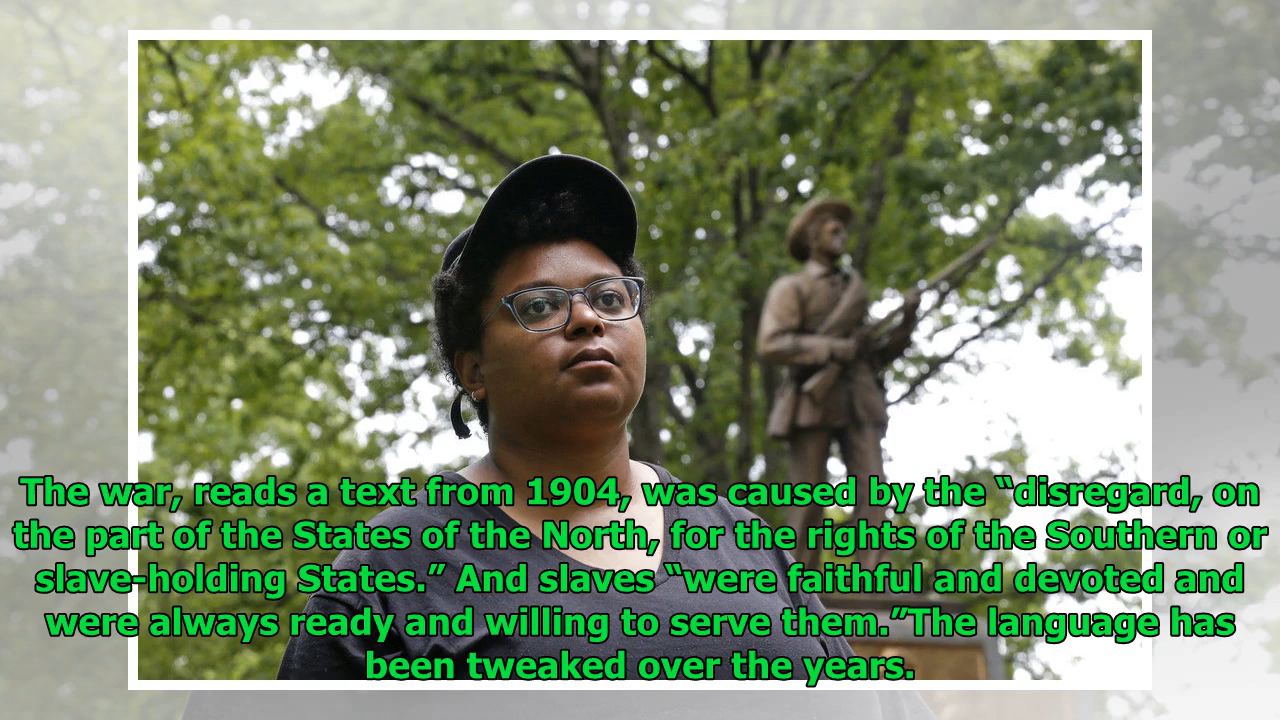 The war, reads a text from 1904, was caused by the “disregard, on
the part of the States of the North, for the rights of the Southern or
slave-holding States.” And slaves “were faithful and devoted and
were always ready and willing to serve them.”The language has
been tweaked over the years.